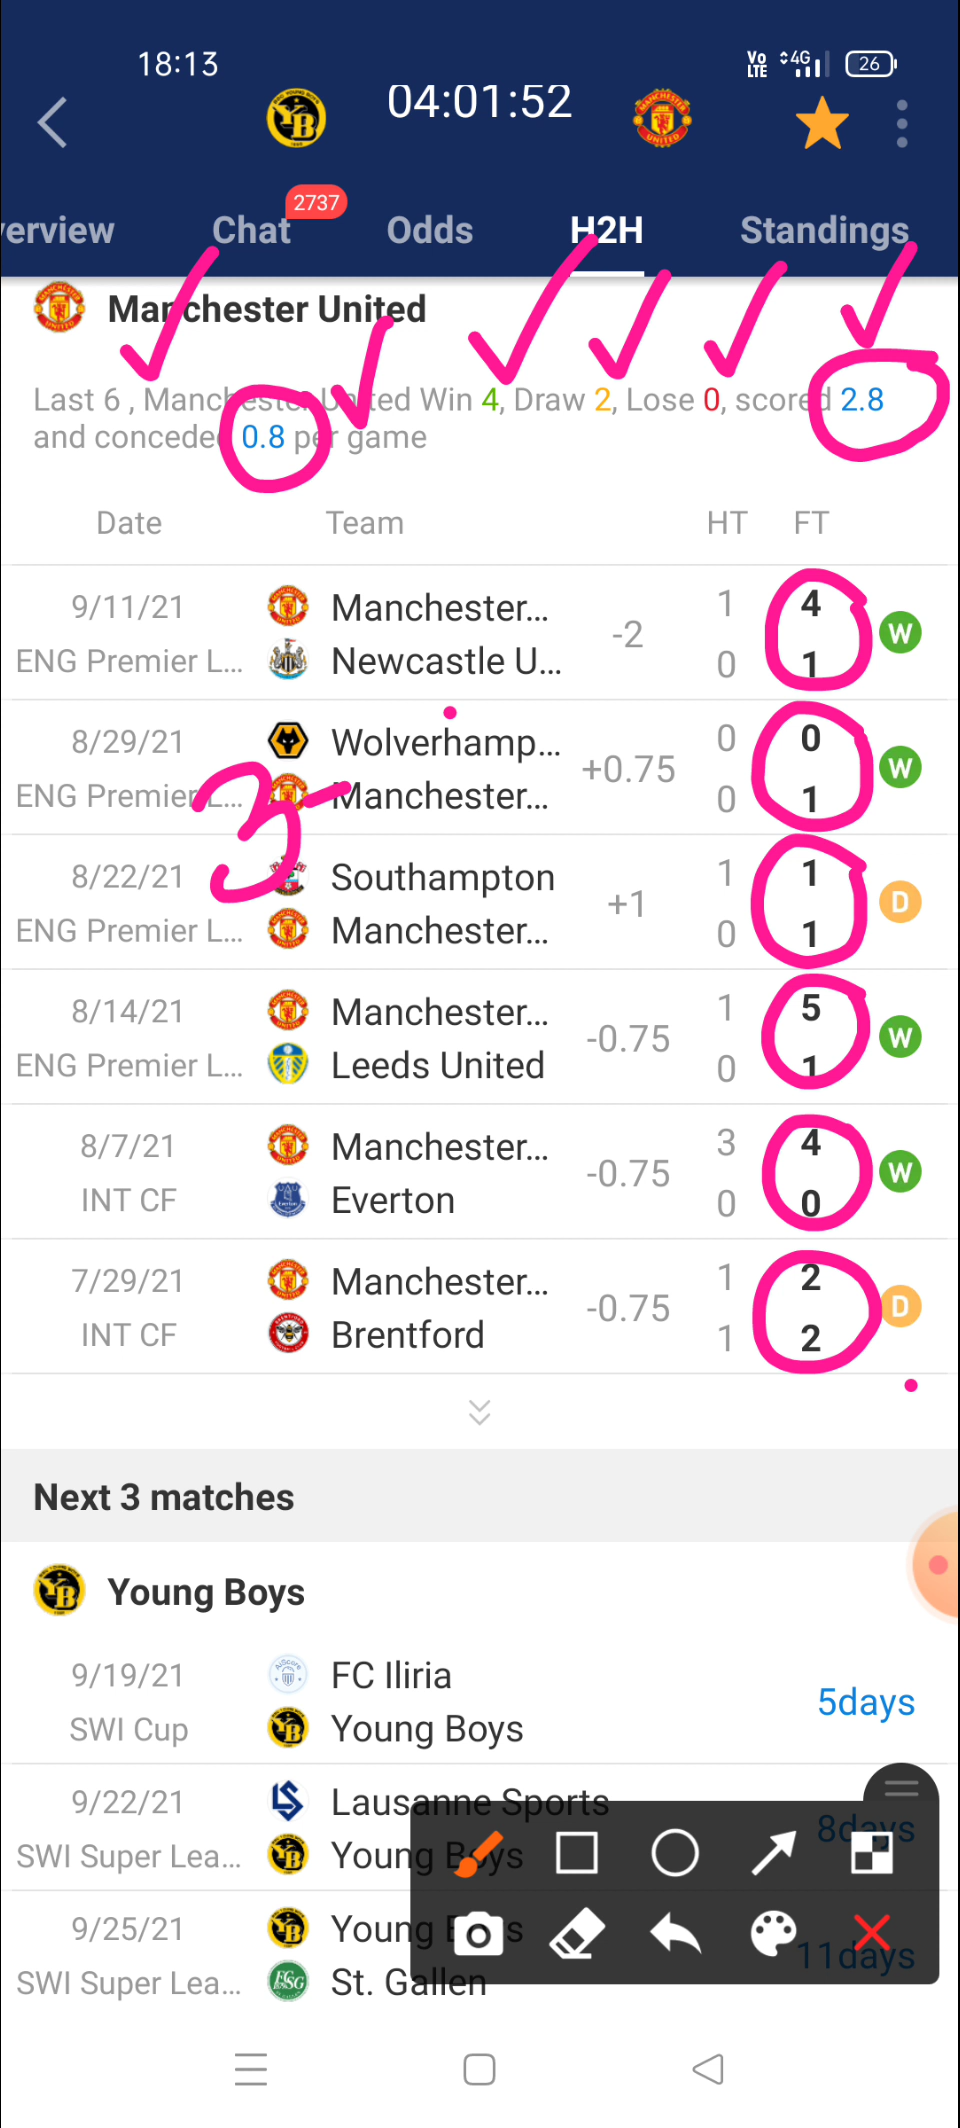 18:13
Vo LTE 4G 26
04:01:52
verview Chat 2737 Odds H2H Standings
Manchester United
Last 6 , Manchester United Win 4, Draw 2, Lose 0, scored 2.8
and conceded 0.8 per game
Date Team HT FT
9/11/21 Manchester... 1 4
-2 W
ENG Premier L... Newcastle U... 0 1
8/29/21 Wolverhamp... 0 0
+0.75 W
ENG Premier L... Manchester... 0 1
3-
8/22/21 Southampton 1 1
+1 D
ENG Premier L... Manchester... 0 1
8/14/21 Manchester... 1 5
-0.75 W
ENG Premier L... Leeds United 0 1
8/7/21 Manchester... 3 4
-0.75 W
INT CF Everton 0 0
7/29/21 Manchester... 1 2
-0.75 D
INT CF Brentford 1 2
Next 3 matches
Young Boys
9/19/21 FC Iliria
5days
SWI Cup Young Boys
9/22/21 Lausanne Sports
8days
SWI Super Lea... Young Boys
9/25/21 Young Boys
11days
SWI Super Lea... St. Gallen